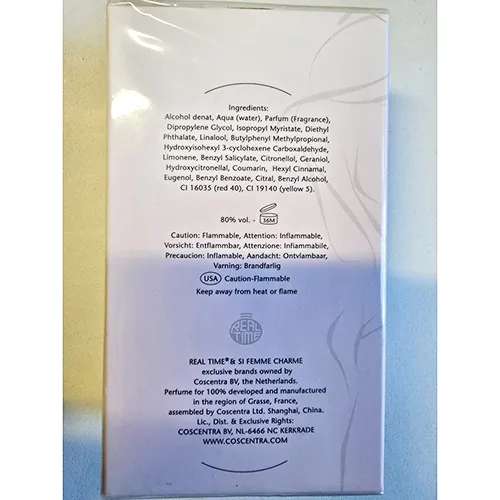 Ingredients:
Alcohol denat, Aqua (water), Parfum (Fragrance),
Dipropylene Glycol, Isopropyl Myristate, Diethyl
Phthalate, Linalool, Butylphenyl Methylpropional,
Hydroxyisohexyl 3-cyclohexene Carboxaldehyde,
Limonene, Benzyl Salicylate, Citronellol, Geraniol,
Hydroxycitronellal, Coumarin, Hexyl Cinnamal,
Eugenol, Benzyl Benzoate, Citral, Benzyl Alcohol,
CI 16035 (red 40), CI 19140 (yellow 5).
80% vol. - 36M
Caution: Flammable, Attention: Inflammable,
Vorsicht: Entflammbar, Attenzione: Infiammabile,
Precaucion: Inflamable, Aandacht: Ontvlambaar,
Varning: Brandfarlig
USA Caution-Flammable
Keep away from heat or flame
REAL
TIME
REAL TIME® & SI FEMME CHARME
exclusive brands owned by
Coscentra BV, the Netherlands.
Perfume for 100% developed and manufactured
in the region of Grasse, France,
assembled by Coscentra Ltd. Shanghai, China.
Lic., Dist. & Exclusive Rights:
COSCENTRA BV, NL-6466 NC KERKRADE
WWW.COSCENTRA.COM